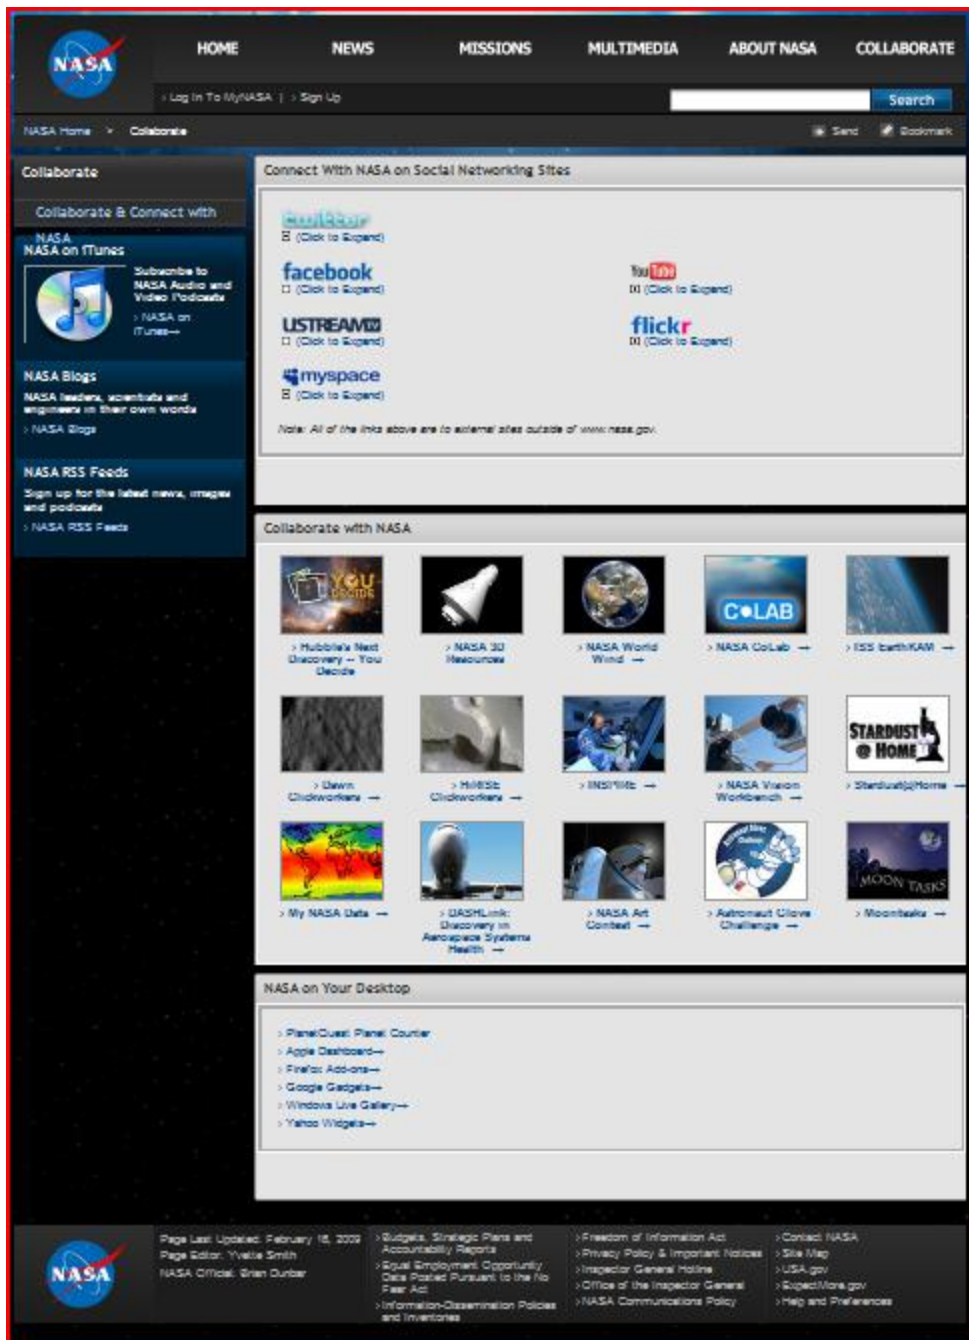 NASA
HOME NEWS MISSIONS MULTIMEDIA ABOUT NASA COLLABORATE
› Log In To MyNASA | › Sign Up
Search
NASA Home > Collaborate
Send Bookmark
Collaborate
Collaborate & Connect with
NASA
NASA on iTunes
Subscribe to
NASA Audio and
Video Podcasts
› NASA on
iTunes→
NASA Blogs
NASA leaders, scientists and
engineers in their own words
› NASA Blogs
NASA RSS Feeds
Sign up for the latest news, images
and podcasts
› NASA RSS Feeds
Connect With NASA on Social Networking Sites
twitter
(Click to Expand)
facebook
(Click to Expand)
YouTube
(Click to Expand)
USTREAM TV
(Click to Expand)
flickr
(Click to Expand)
myspace
(Click to Expand)
Note: All of the links above are to external sites outside of www.nasa.gov.
Collaborate with NASA
YOU
DECIDE
› Hubble's Next
Discovery -- You
Decide
› NASA 3D
Resources
› NASA World
Wind →
COLAB
› NASA CoLab →
› ISS EarthKAM →
› Dawn
Clickworkers →
› HiRISE
Clickworkers →
› INSPIRE →
› NASA Vision
Workbench →
STARDUST
@ HOME
› Stardust@Home →
› My NASA Data →
› DASHLink:
Discovery in
Aerospace Systems
Health →
› NASA Art
Contest →
Astronaut Glove
Challenge
› Astronaut Glove
Challenge →
MOON TASKS
› Moontasks →
NASA on Your Desktop
› PlanetQuest Planet Counter
› Apple Dashboard→
› Firefox Add-ons→
› Google Gadgets→
› Windows Live Gallery→
› Yahoo Widgets→
NASA
Page Last Updated: February 16, 2009
Page Editor: Yvette Smith
NASA Official: Brian Dunbar
› Budgets, Strategic Plans and
Accountability Reports
› Equal Employment Opportunity
Data Posted Pursuant to the No
Fear Act
› Information-Dissemination Policies
and Inventories
› Freedom of Information Act
› Privacy Policy & Important Notices
› Inspector General Hotline
› Office of the Inspector General
› NASA Communications Policy
› Contact NASA
› Site Map
› USA.gov
› ExpectMore.gov
› Help and Preferences